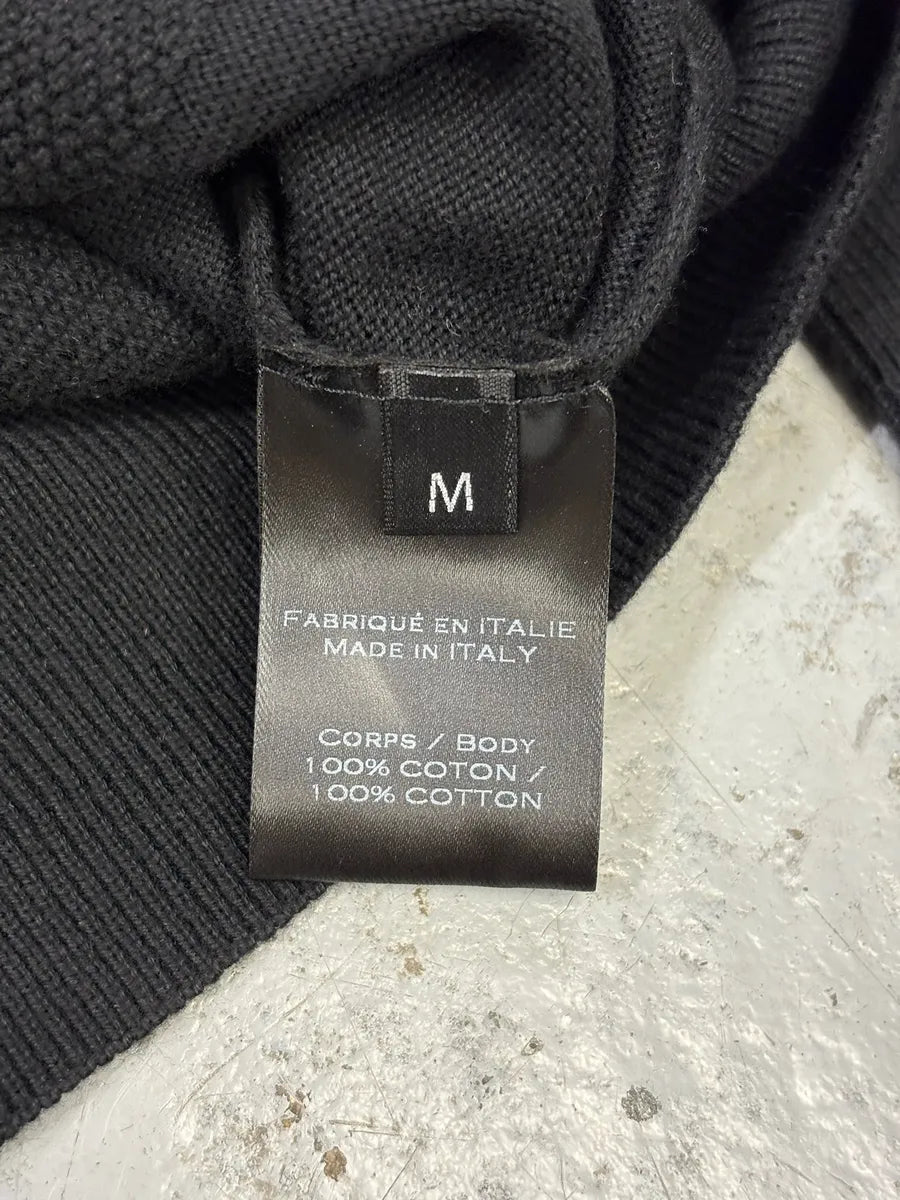 M
FABRIQUÉ EN ITALIE
MADE IN ITALY
CORPS / BODY
100% COTON /
100% COTTON